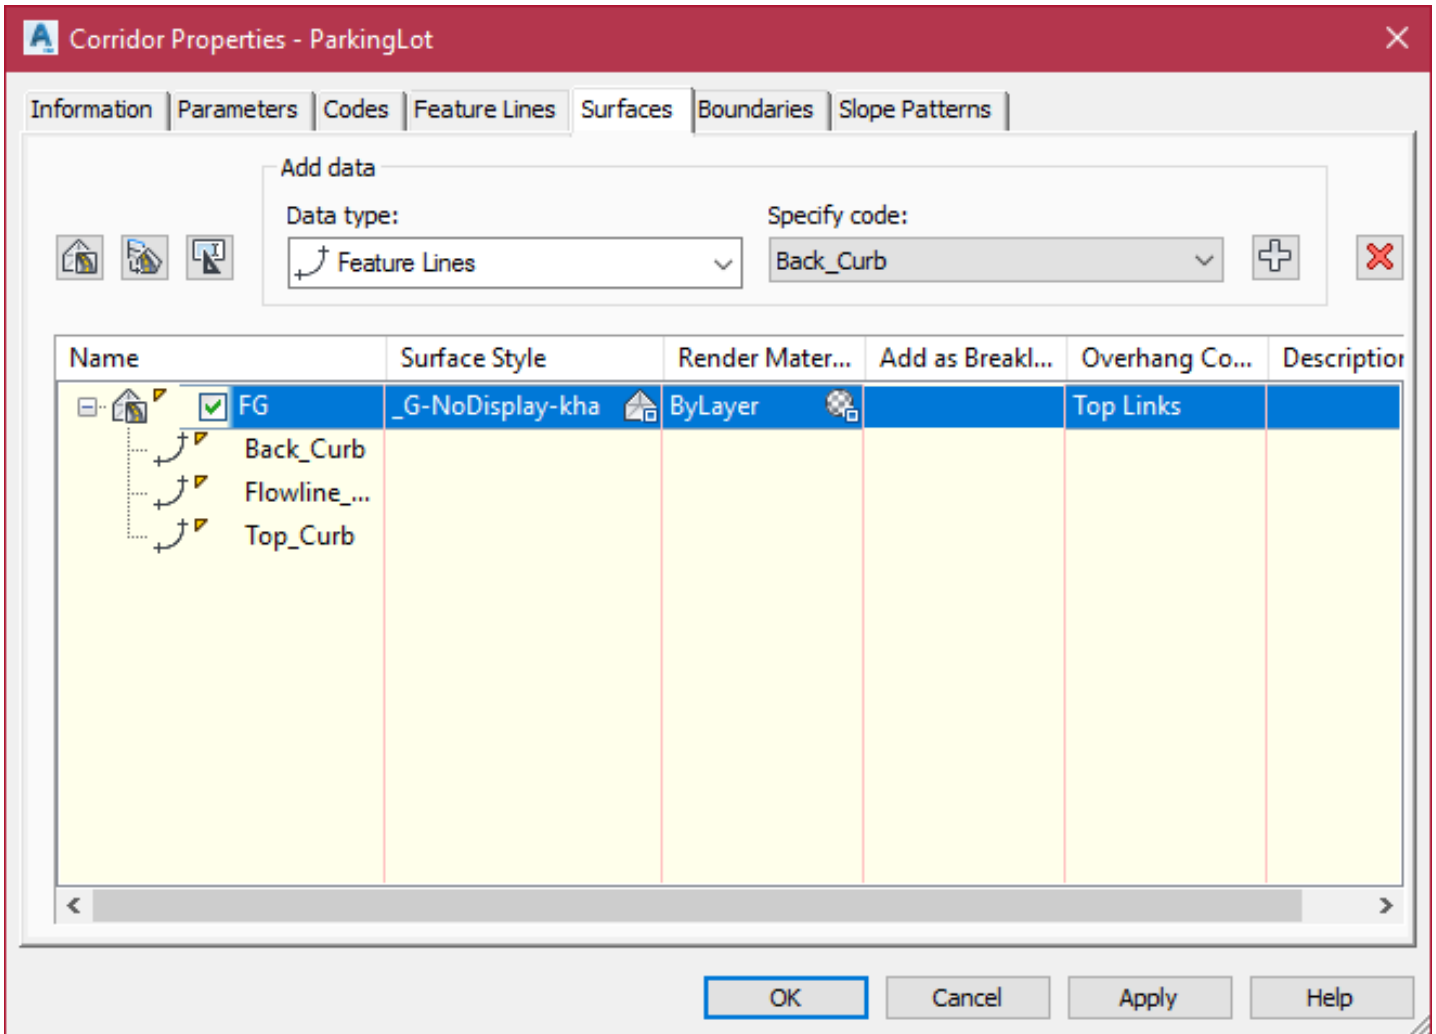 Corridor Properties - ParkingLot
Information Parameters Codes Feature Lines Surfaces Boundaries Slope Patterns
Add data
Data type: Specify code:
Feature Lines Back_Curb
Name Surface Style Render Mater... Add as Breakl... Overhang Co... Description
FG _G-NoDisplay-kha ByLayer Top Links
Back_Curb
Flowline_...
Top_Curb
OK Cancel Apply Help